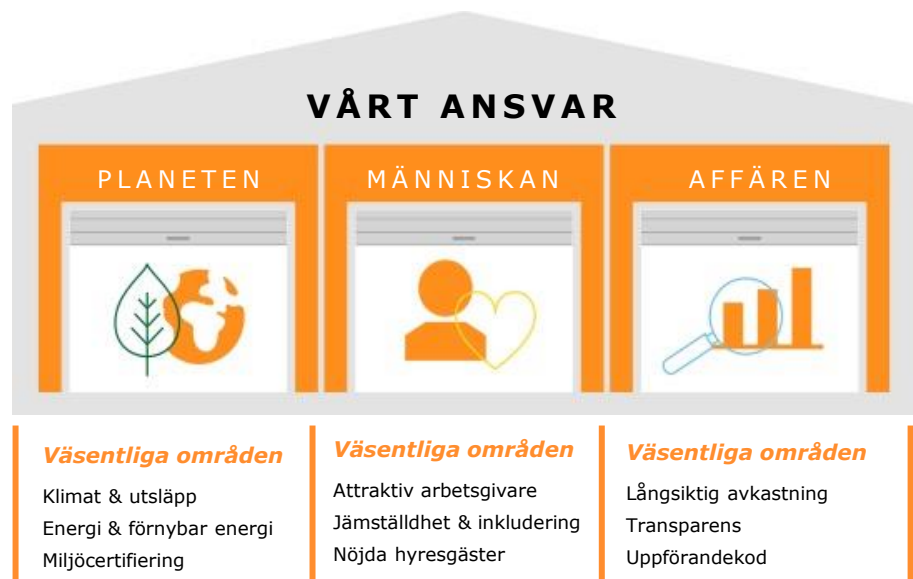 VÅRT ANSVAR
PLANETEN
MÄNNISKAN
AFFÄREN
Väsentliga områden
Klimat & utsläpp
Energi & förnybar energi
Miljöcertifiering
Väsentliga områden
Attraktiv arbetsgivare
Jämställdhet & inkludering
Nöjda hyresgäster
Väsentliga områden
Långsiktig avkastning
Transparens
Uppförandekod